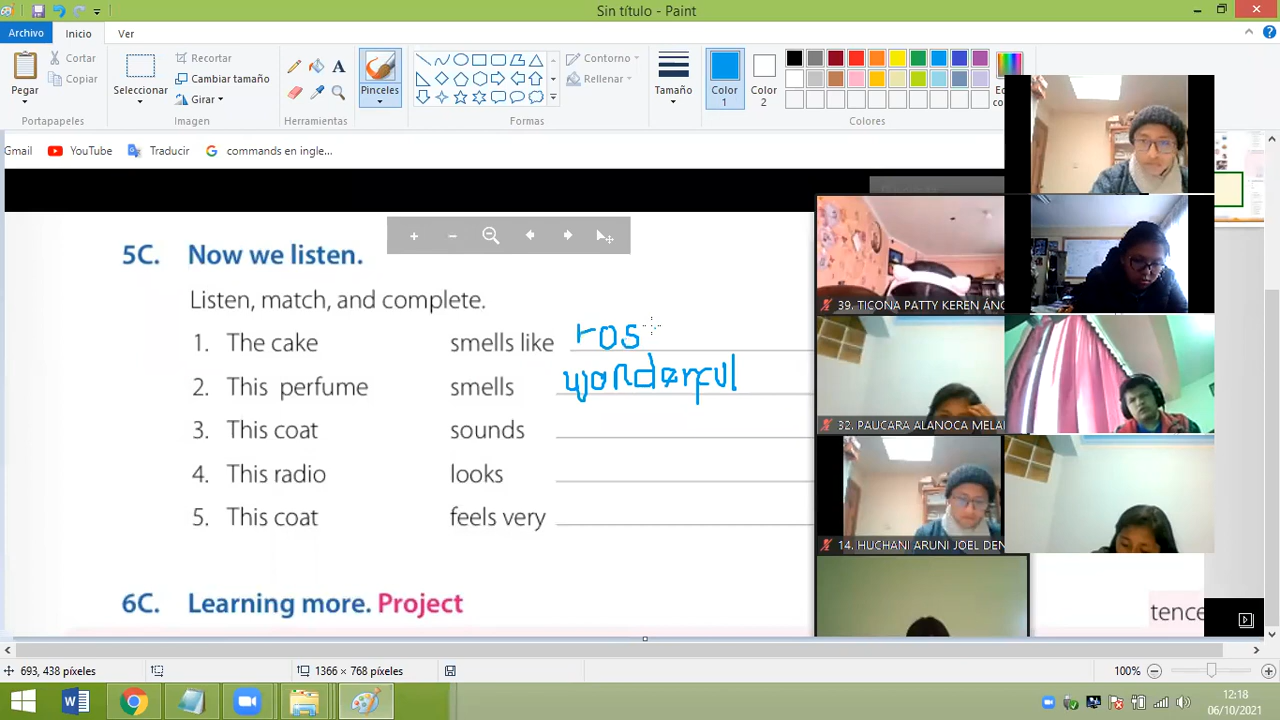 Sin título - Paint
Archivo Inicio Ver
Pegar
Cortar
Copiar
Portapapeles
Seleccionar
Recortar
Cambiar tamaño
Girar
Imagen
A
Herramientas
Pinceles
Contorno
Rellenar
Formas
Tamaño
Color 1
Color 2
Colores
Gmail YouTube Traducir commands en ingle...
5C. Now we listen.
Listen, match, and complete.
1. The cake smells like ros
2. This perfume smells wonderful
3. This coat sounds
4. This radio looks
5. This coat feels very
6C. Learning more. Project
tence
39. TICONA PATTY KEREN ÁNG
32. PAUCARA ALANOCA MELA
14. HUCHANI ARUNI JOEL DEN
693, 438 píxeles
1366 × 768 píxeles
100%
12:18
06/10/2021